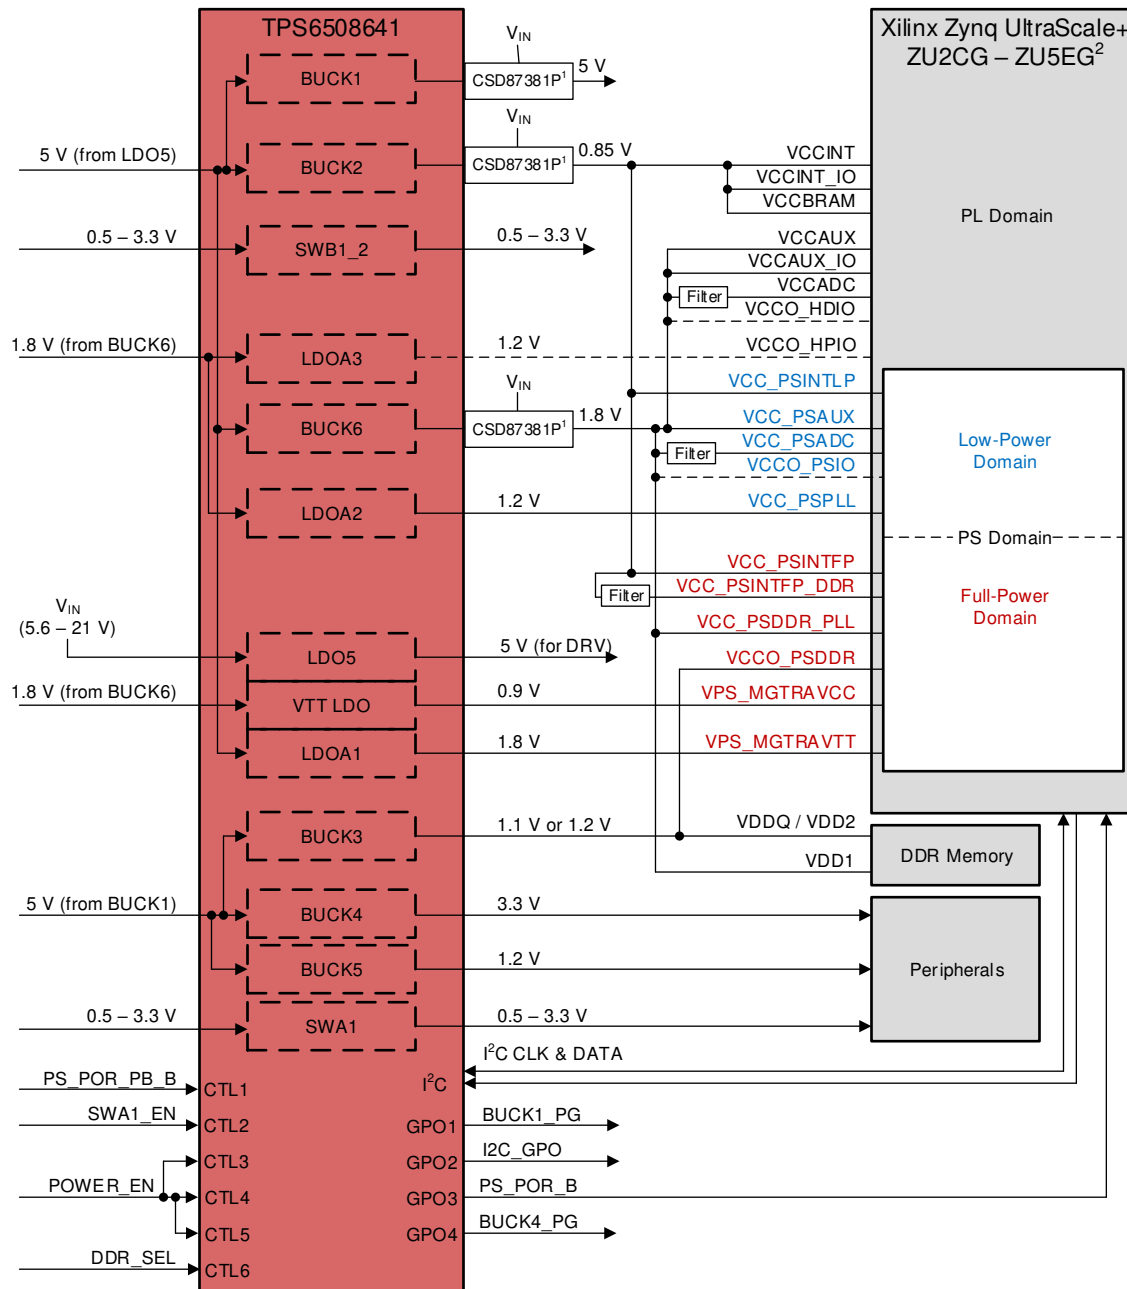 TPS6508641
Xilinx Zynq UltraScale+
ZU2CG – ZU5EG²
V_IN
BUCK1
CSD87381P¹
5 V
V_IN
5 V (from LDO5)
BUCK2
CSD87381P¹
0.85 V
VCCINT
VCCINT_IO
VCCBRAM
PL Domain
0.5 – 3.3 V
SWB1_2
0.5 – 3.3 V
VCCAUX
VCCAUX_IO
Filter
VCCADC
VCCO_HDIO
1.8 V (from BUCK6)
LDOA3
1.2 V
VCCO_HPIO
V_IN
VCC_PSINTLP
BUCK6
CSD87381P¹
1.8 V
VCC_PSAUX
Filter
VCC_PSADC
VCCO_PSIO
Low-Power
Domain
LDOA2
1.2 V
VCC_PSPLL
PS Domain
VCC_PSINTFP
Filter
VCC_PSINTFP_DDR
Full-Power
Domain
V_IN
(5.6 – 21 V)
VCC_PSDDR_PLL
LDO5
5 V (for DRV)
VCCO_PSDDR
1.8 V (from BUCK6)
VTT LDO
0.9 V
VPS_MGTRAVCC
LDOA1
1.8 V
VPS_MGTRAVTT
BUCK3
1.1 V or 1.2 V
VDDQ / VDD2
VDD1
DDR Memory
5 V (from BUCK1)
BUCK4
3.3 V
BUCK5
1.2 V
Peripherals
0.5 – 3.3 V
SWA1
0.5 – 3.3 V
I²C CLK & DATA
I²C
PS_POR_PB_B
CTL1
SWA1_EN
CTL2
GPO1
BUCK1_PG
CTL3
GPO2
I2C_GPO
POWER_EN
CTL4
GPO3
PS_POR_B
CTL5
GPO4
BUCK4_PG
DDR_SEL
CTL6